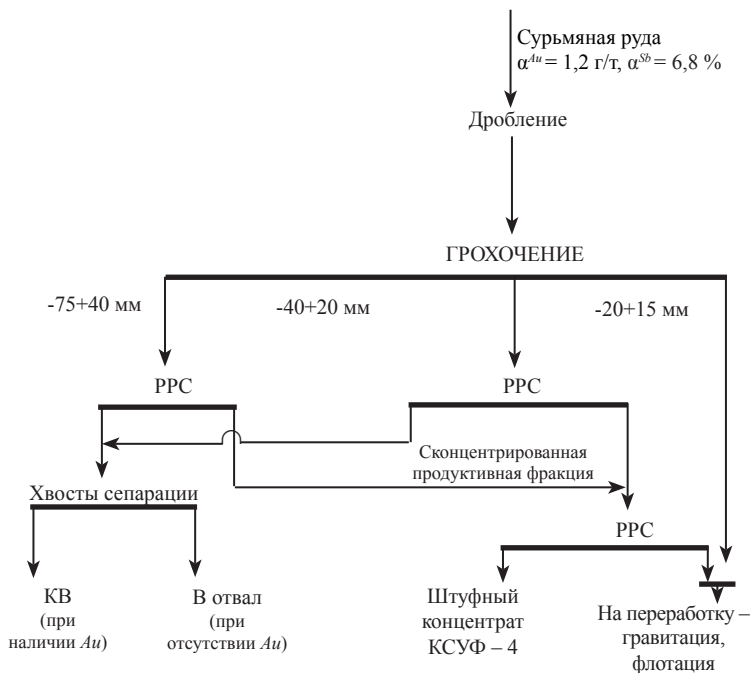 Сурьмяная руда
α^Au = 1,2 г/т, α^Sb = 6,8 %
Дробление
ГРОХОЧЕНИЕ
-75+40 мм
-40+20 мм
-20+15 мм
РРС
РРС
Сконцентрированная
продуктивная фракция
Хвосты сепарации
РРС
КВ
(при
наличии Au)
В отвал
(при
отсутствии Au)
Штуфный
концентрат
КСУФ – 4
На переработку –
гравитация,
флотация